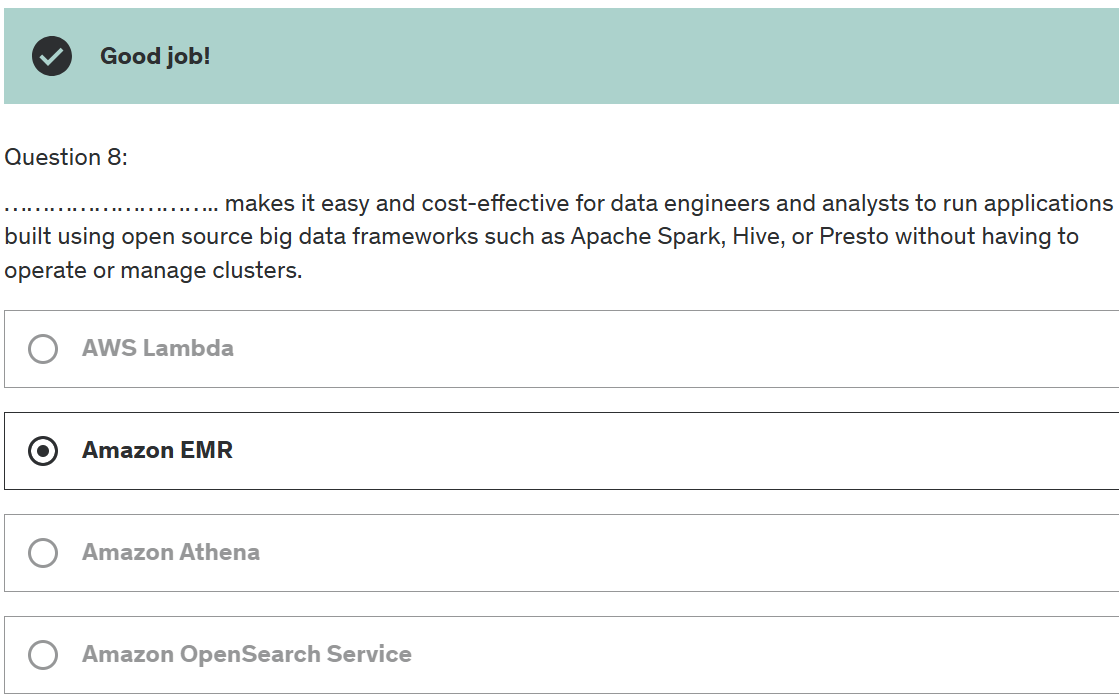 Good job!
Question 8:
……………………….. makes it easy and cost-effective for data engineers and analysts to run applications
built using open source big data frameworks such as Apache Spark, Hive, or Presto without having to
operate or manage clusters.
AWS Lambda
Amazon EMR
Amazon Athena
Amazon OpenSearch Service